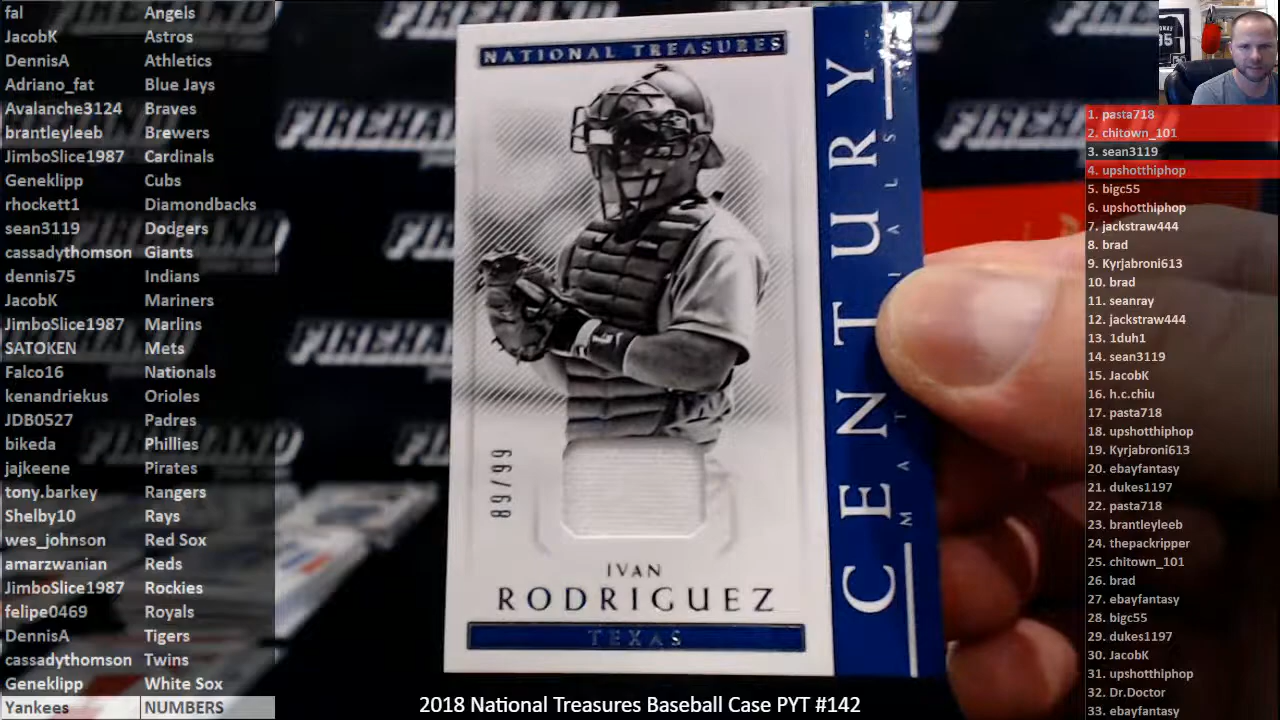 fal Angels
JacobK Astros
DennisA Athletics
Adriano_fat Blue Jays
Avalanche3124 Braves
brantleyleeb Brewers
JimboSlice1987 Cardinals
Geneklipp Cubs
rhockett1 Diamondbacks
sean3119 Dodgers
cassadythomson Giants
dennis75 Indians
JacobK Mariners
JimboSlice1987 Marlins
SATOKEN Mets
Falco16 Nationals
kenandriekus Orioles
JDB0527 Padres
bikeda Phillies
jajkeene Pirates
tony.barkey Rangers
Shelby10 Rays
wes_johnson Red Sox
amarzwanian Reds
JimboSlice1987 Rockies
felipe0469 Royals
DennisA Tigers
cassadythomson Twins
Geneklipp White Sox
Yankees NUMBERS
NATIONAL TREASURES
89/99
IVAN
RODRIGUEZ
TEXAS
CENTURY
MATERIALS
FIREHAND
2018 National Treasures Baseball Case PYT #142
1. pasta718
2. chitown_101
3. sean3119
4. upshotthiphop
5. bigc55
6. upshotthiphop
7. jackstraw444
8. brad
9. Kyrjabroni613
10. brad
11. seanray
12. jackstraw444
13. 1duh1
14. sean3119
15. JacobK
16. h.c.chiu
17. pasta718
18. upshotthiphop
19. Kyrjabroni613
20. ebayfantasy
21. dukes1197
22. pasta718
23. brantleyleeb
24. thepackripper
25. chitown_101
26. brad
27. ebayfantasy
28. bigc55
29. dukes1197
30. JacobK
31. upshotthiphop
32. Dr.Doctor
33. ebayfantasy